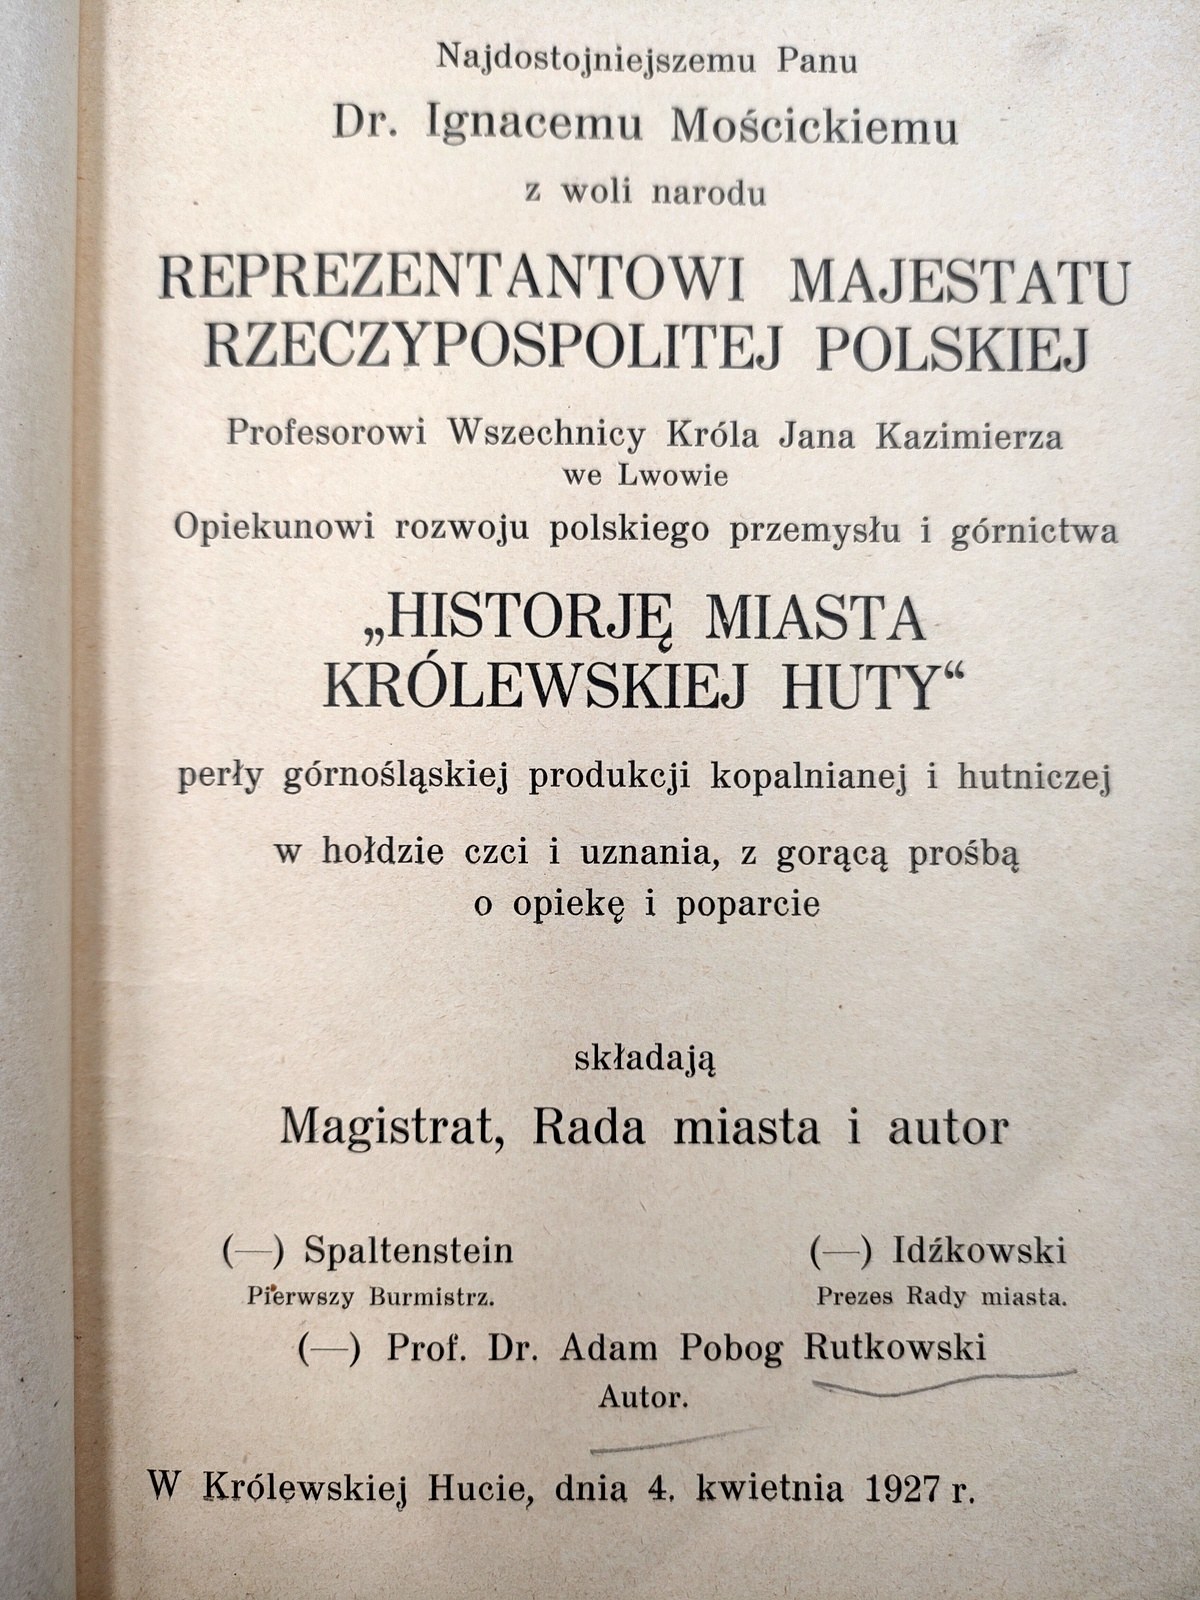 Najdostojniejszemu Panu
Dr. Ignacemu Mościckiemu
z woli narodu
REPREZENTANTOWI MAJESTATU
RZECZYPOSPOLITEJ POLSKIEJ
Profesorowi Wszechnicy Króla Jana Kazimierza
we Lwowie
Opiekunowi rozwoju polskiego przemysłu i górnictwa
„HISTORJĘ MIASTA
KRÓLEWSKIEJ HUTY“
perły górnośląskiej produkcji kopalnianej i hutniczej
w hołdzie czci i uznania, z gorącą prośbą
o opiekę i poparcie
składają
Magistrat, Rada miasta i autor
(—) Spaltenstein (—) Idźkowski
Pierwszy Burmistrz. Prezes Rady miasta.
(—) Prof. Dr. Adam Pobog Rutkowski
Autor.
W Królewskiej Hucie, dnia 4. kwietnia 1927 r.